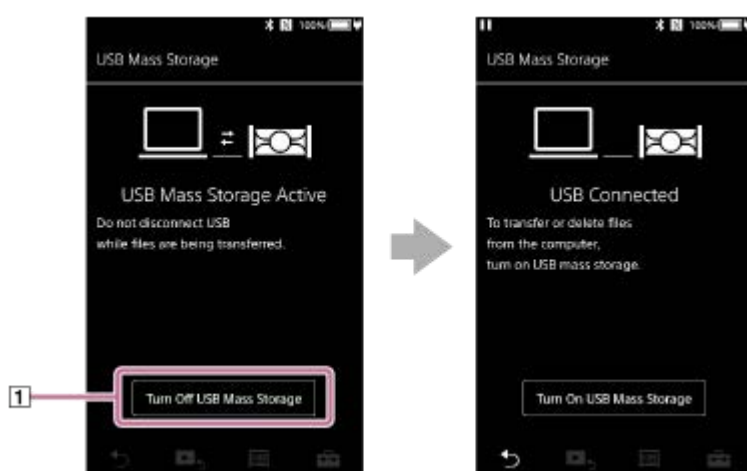 100%
USB Mass Storage
USB Mass Storage Active
Do not disconnect USB
while files are being transferred.
1
Turn Off USB Mass Storage
100%
USB Mass Storage
USB Connected
To transfer or delete files
from the computer,
turn on USB mass storage.
Turn On USB Mass Storage